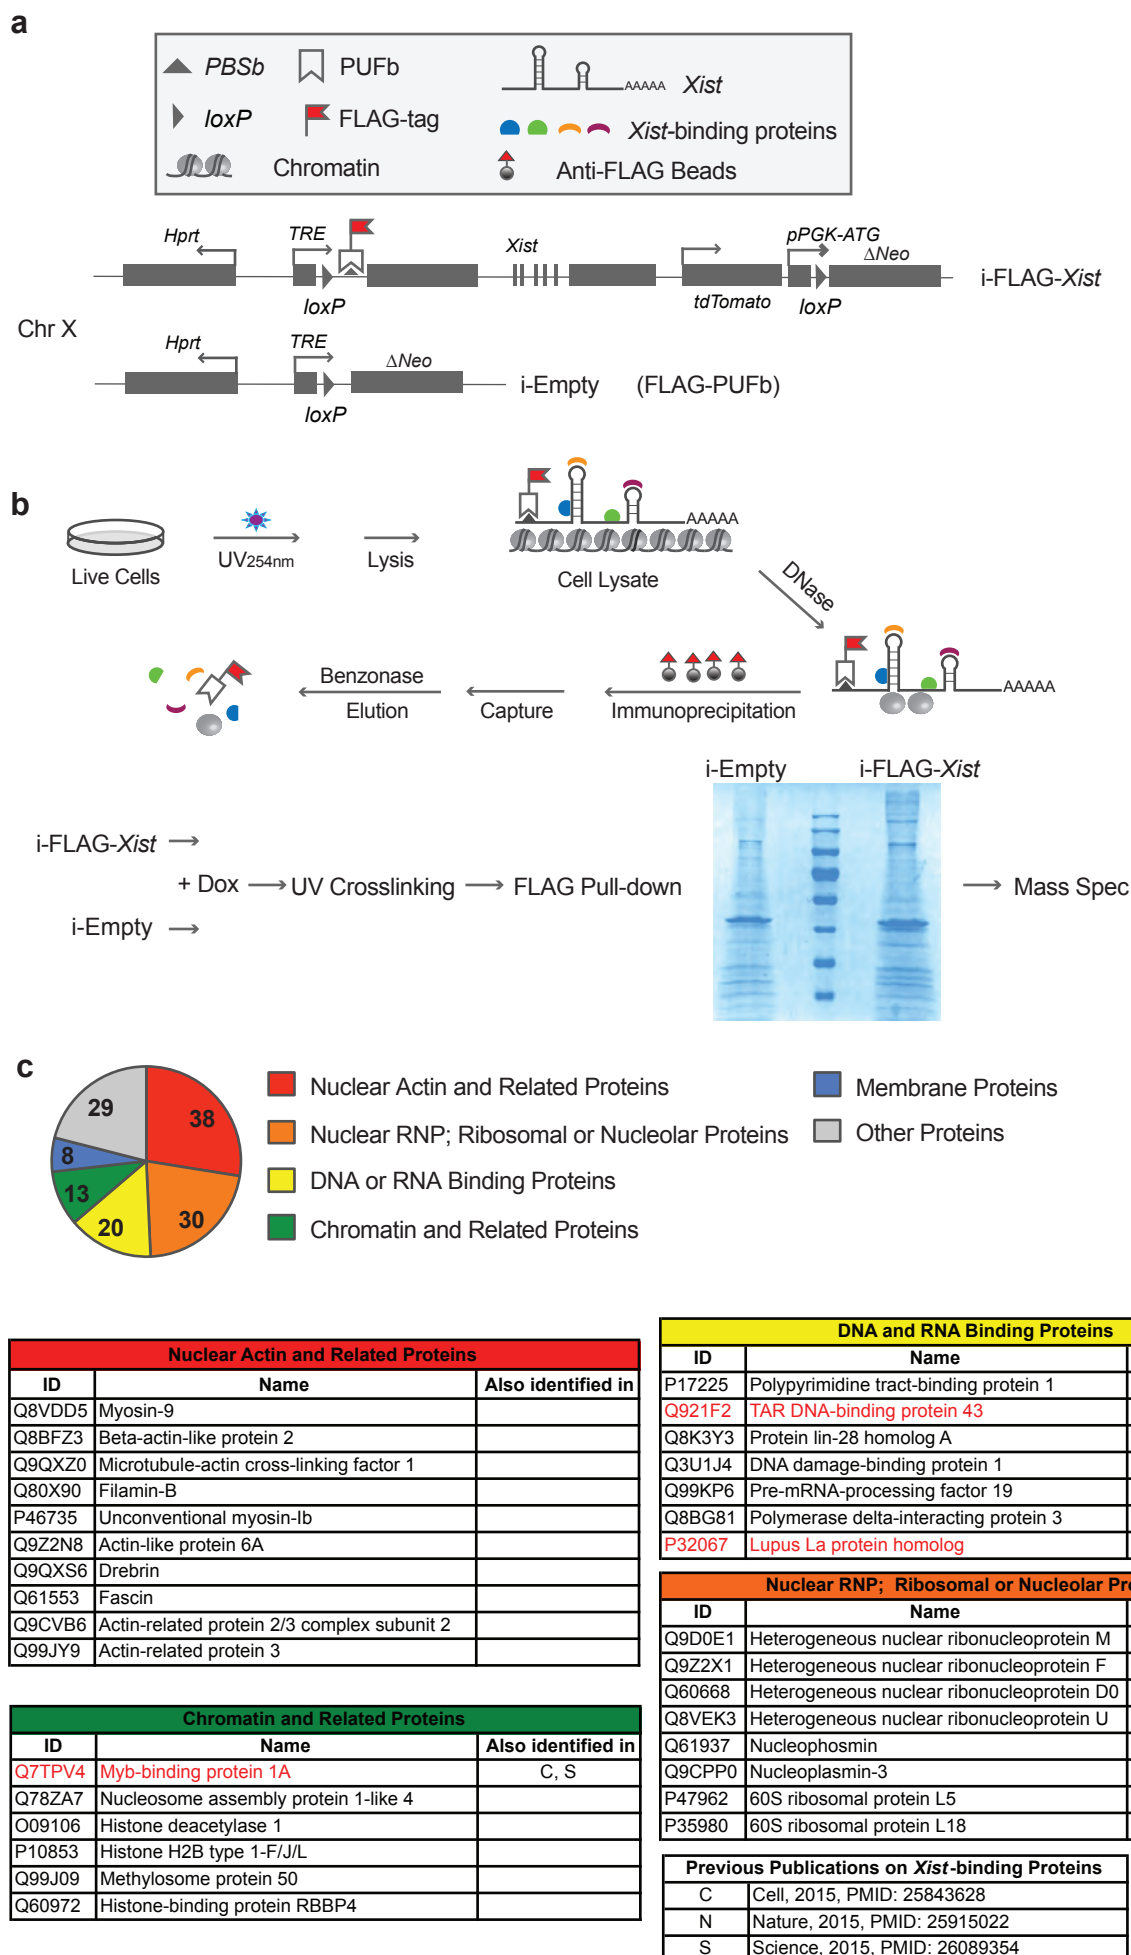 a
PBSb
PUFb
AAAAA
Xist
loxP
FLAG-tag
Xist-binding proteins
Chromatin
Anti-FLAG Beads
Hprt
TRE
Xist
pPGK-ATG
ΔNeo
loxP
tdTomato
loxP
i-FLAG-Xist
Chr X
Hprt
TRE
ΔNeo
loxP
i-Empty (FLAG-PUFb)
b
Live Cells
UV254nm
Lysis
AAAAA
Cell Lysate
DNase
AAAAA
Immunoprecipitation
Capture
Benzonase
Elution
i-Empty
i-FLAG-Xist
i-FLAG-Xist
+ Dox
UV Crosslinking
FLAG Pull-down
Mass Spec
i-Empty
c
29
38
8
13
20
30
Nuclear Actin and Related Proteins
Nuclear RNP; Ribosomal or Nucleolar Proteins
DNA or RNA Binding Proteins
Chromatin and Related Proteins
Membrane Proteins
Other Proteins
Nuclear Actin and Related Proteins
ID Name Also identified in
Q8VDD5 Myosin-9
Q8BFZ3 Beta-actin-like protein 2
Q9QXZ0 Microtubule-actin cross-linking factor 1
Q80X90 Filamin-B
P46735 Unconventional myosin-Ib
Q9Z2N8 Actin-like protein 6A
Q9QXS6 Drebrin
Q61553 Fascin
Q9CVB6 Actin-related protein 2/3 complex subunit 2
Q99JY9 Actin-related protein 3
Chromatin and Related Proteins
ID Name Also identified in
Q7TPV4 Myb-binding protein 1A C, S
Q78ZA7 Nucleosome assembly protein 1-like 4
O09106 Histone deacetylase 1
P10853 Histone H2B type 1-F/J/L
Q99J09 Methylosome protein 50
Q60972 Histone-binding protein RBBP4
DNA and RNA Binding Proteins
ID Name
P17225 Polypyrimidine tract-binding protein 1
Q921F2 TAR DNA-binding protein 43
Q8K3Y3 Protein lin-28 homolog A
Q3U1J4 DNA damage-binding protein 1
Q99KP6 Pre-mRNA-processing factor 19
Q8BG81 Polymerase delta-interacting protein 3
P32067 Lupus La protein homolog
Nuclear RNP; Ribosomal or Nucleolar Pro
ID Name
Q9D0E1 Heterogeneous nuclear ribonucleoprotein M
Q9Z2X1 Heterogeneous nuclear ribonucleoprotein F
Q60668 Heterogeneous nuclear ribonucleoprotein D0
Q8VEK3 Heterogeneous nuclear ribonucleoprotein U
Q61937 Nucleophosmin
Q9CPP0 Nucleoplasmin-3
P47962 60S ribosomal protein L5
P35980 60S ribosomal protein L18
Previous Publications on Xist-binding Proteins
C Cell, 2015, PMID: 25843628
N Nature, 2015, PMID: 25915022
S Science, 2015, PMID: 26089354